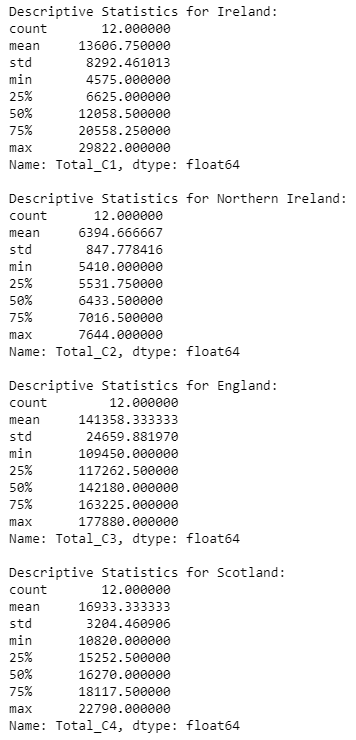 Descriptive Statistics for Ireland:
count       12.000000
mean     13606.750000
std       8292.461013
min       4575.000000
25%       6625.000000
50%      12058.500000
75%      20558.250000
max      29822.000000
Name: Total_C1, dtype: float64

Descriptive Statistics for Northern Ireland:
count      12.000000
mean     6394.666667
std       847.778416
min      5410.000000
25%      5531.750000
50%      6433.500000
75%      7016.500000
max      7644.000000
Name: Total_C2, dtype: float64

Descriptive Statistics for England:
count        12.000000
mean     141358.333333
std       24659.881970
min      109450.000000
25%      117262.500000
50%      142180.000000
75%      163225.000000
max      177880.000000
Name: Total_C3, dtype: float64

Descriptive Statistics for Scotland:
count       12.000000
mean     16933.333333
std       3204.460906
min      10820.000000
25%      15252.500000
50%      16270.000000
75%      18117.500000
max      22790.000000
Name: Total_C4, dtype: float64